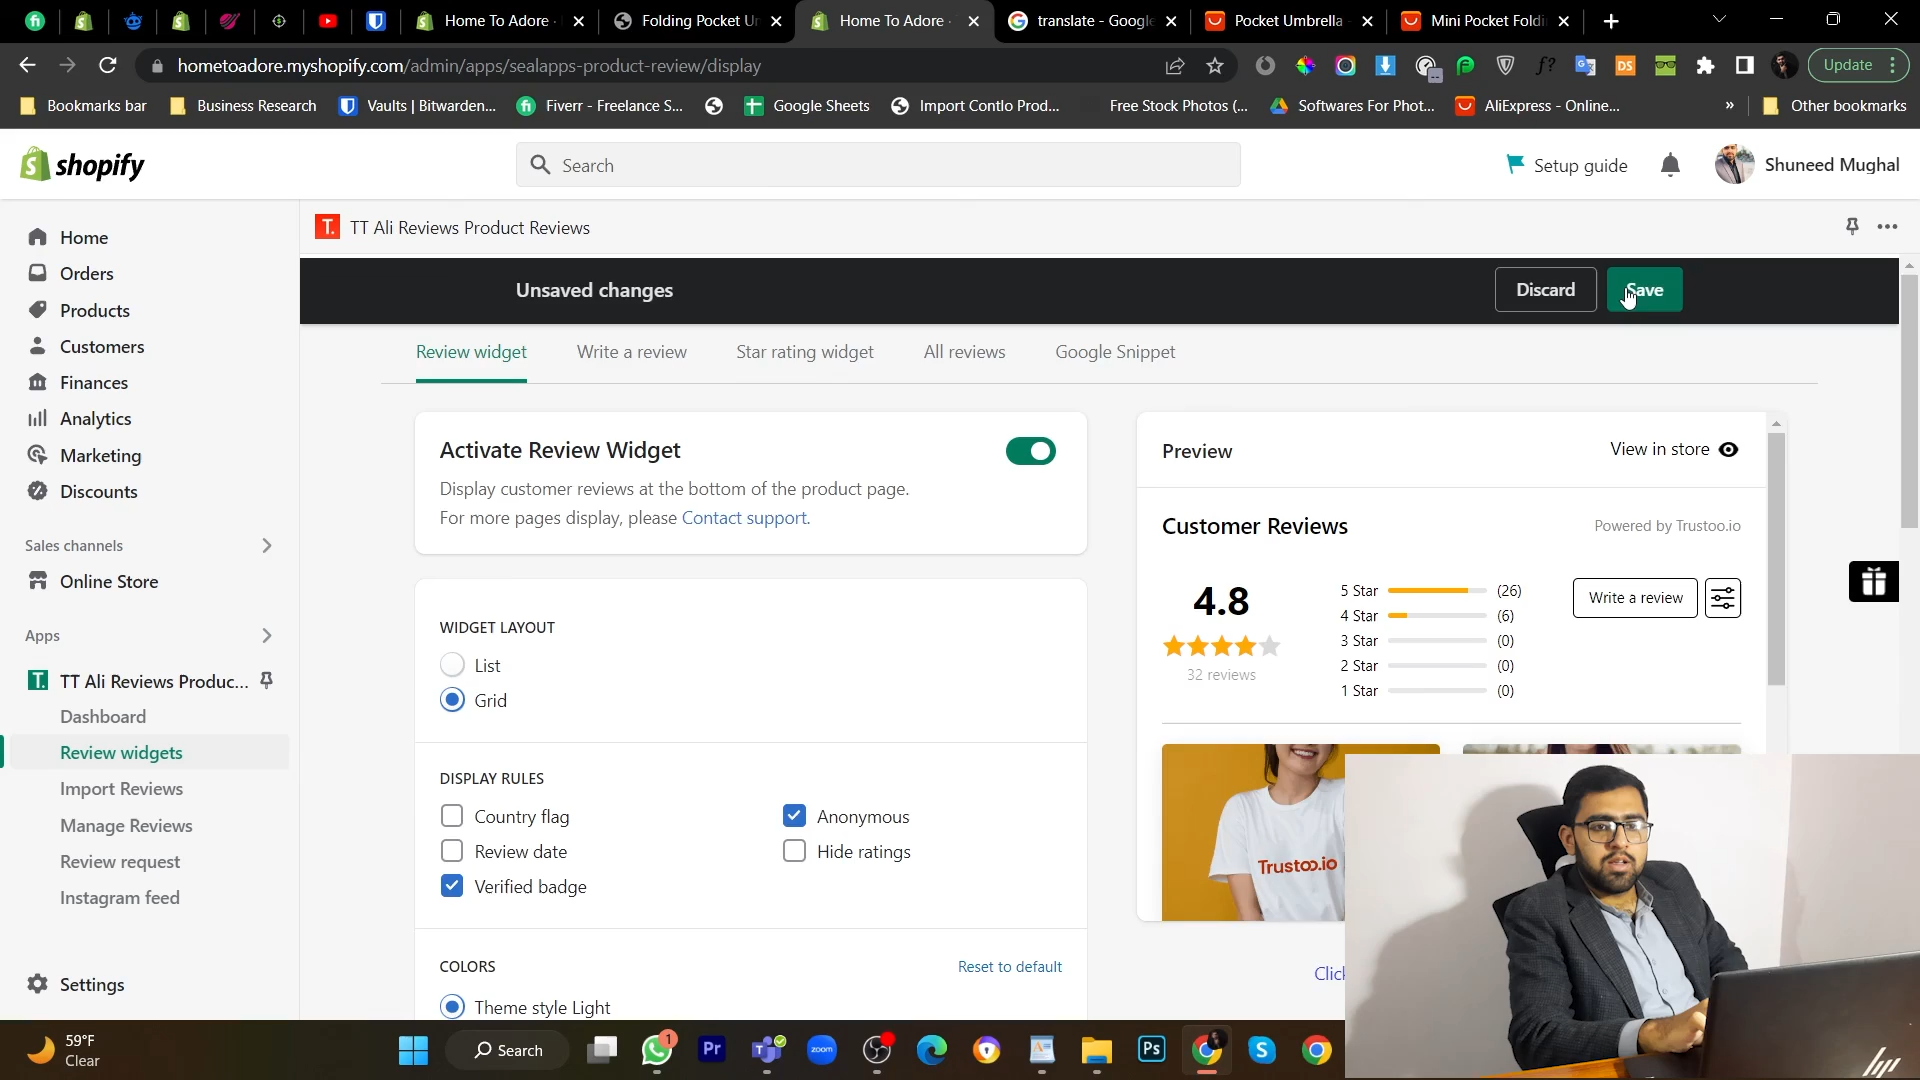 Home To Adore ·
Folding Pocket Un
Home To Adore ·
translate - Google
Pocket Umbrella
Mini Pocket Foldi
hometoadore.myshopify.com/admin/apps/sealapps-product-review/display
Update
Bookmarks bar
Business Research
Vaults | Bitwarden...
Fiverr - Freelance S...
Google Sheets
Import Contlo Prod...
Free Stock Photos (...
Softwares For Phot...
AliExpress - Online...
»
Other bookmarks
shopify
Search
Setup guide
Shuneed Mughal
Home
Orders
Products
Customers
Finances
Analytics
Marketing
Discounts
Sales channels
Online Store
Apps
TT Ali Reviews Produc...
Dashboard
Review widgets
Import Reviews
Manage Reviews
Review request
Instagram feed
Settings
T. TT Ali Reviews Product Reviews
Unsaved changes
Discard
Save
Review widget
Write a review
Star rating widget
All reviews
Google Snippet
Activate Review Widget
Display customer reviews at the bottom of the product page.
For more pages display, please Contact support.
WIDGET LAYOUT
List
Grid
DISPLAY RULES
Country flag
Anonymous
Review date
Hide ratings
Verified badge
COLORS
Reset to default
Theme style Light
Preview
View in store
Customer Reviews
Powered by Trustoo.io
4.8
32 reviews
5 Star (26)
4 Star (6)
3 Star (0)
2 Star (0)
1 Star (0)
Write a review
Trustoo.io
Click
59°F
Clear
Search
1
Pr
zoom
Ps